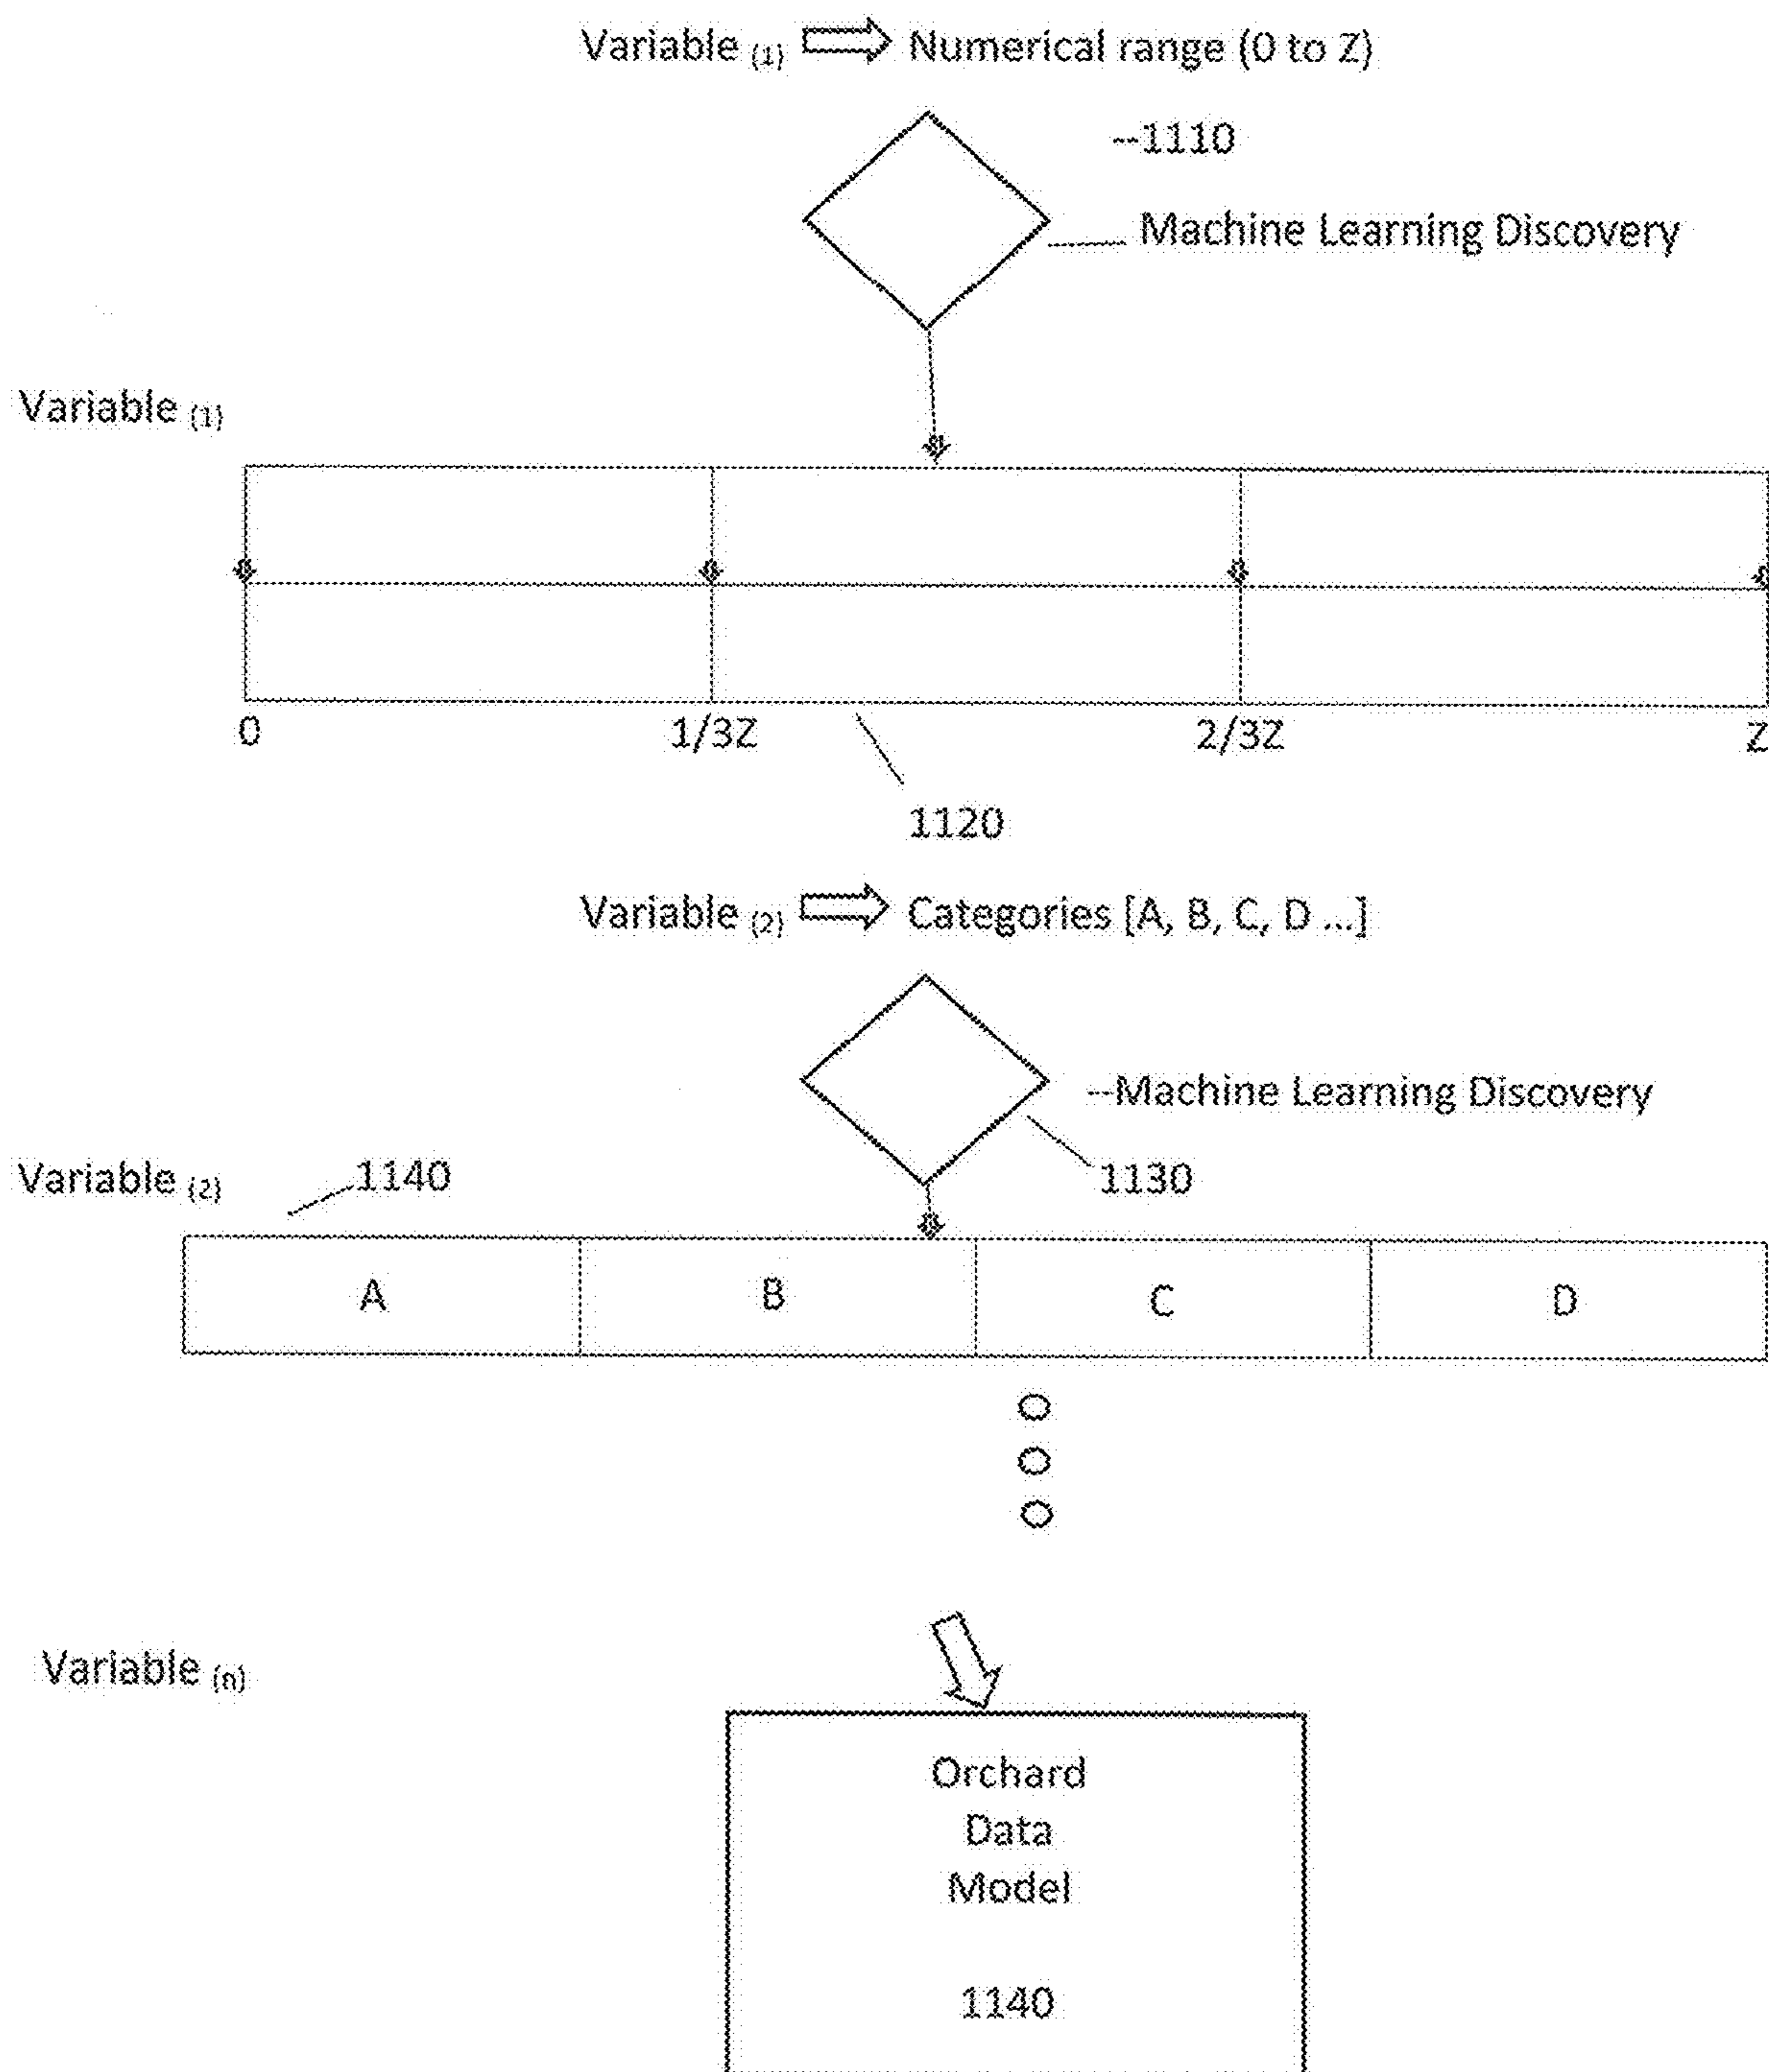 Variable (1) ⇒ Numerical range (0 to Z)
--1110
Machine Learning Discovery
Variable (1)
0 1/3Z 2/3Z Z
1120
Variable (2) ⇒ Categories [A, B, C, D ...]
--Machine Learning Discovery
1130
Variable (2)
1140
A B C D
Variable (n)
Orchard
Data
Model
1140